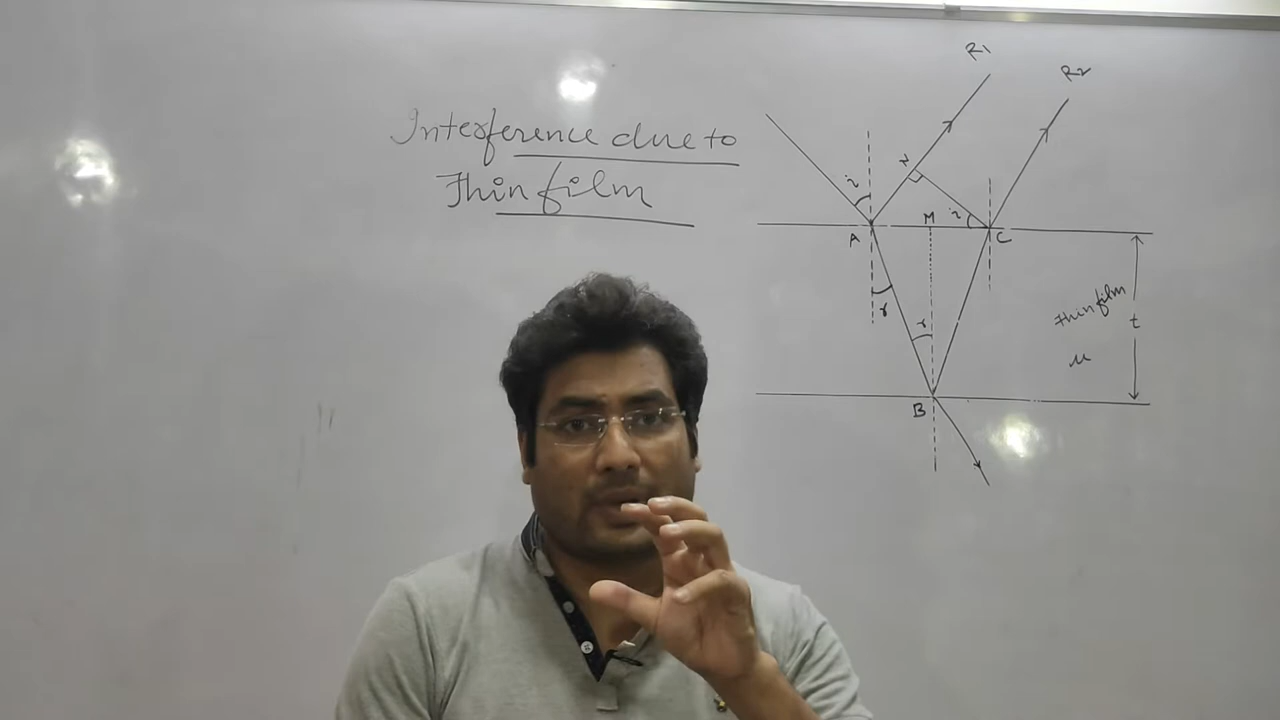 Interference due to
Thin film
R1
R2
i
N
A
M
i
C
r
r
Thin film
t
μ
B